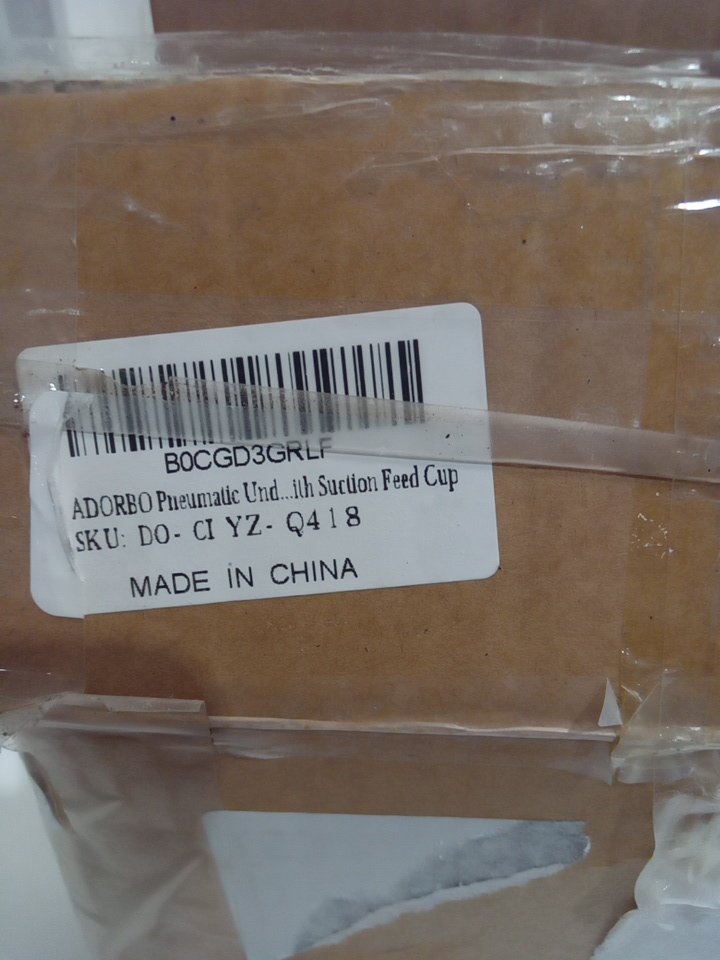 B0CGD3GRLF
ADORBO Pneumatic Und...ith Suction Feed Cup
SKU: DO- CI YZ- Q418
MADE IN CHINA